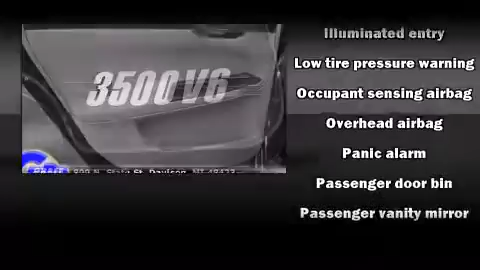 3500 V6
Illuminated entry
Low tire pressure warning
Occupant sensing airbag
Overhead airbag
Panic alarm
Passenger door bin
Passenger vanity mirror